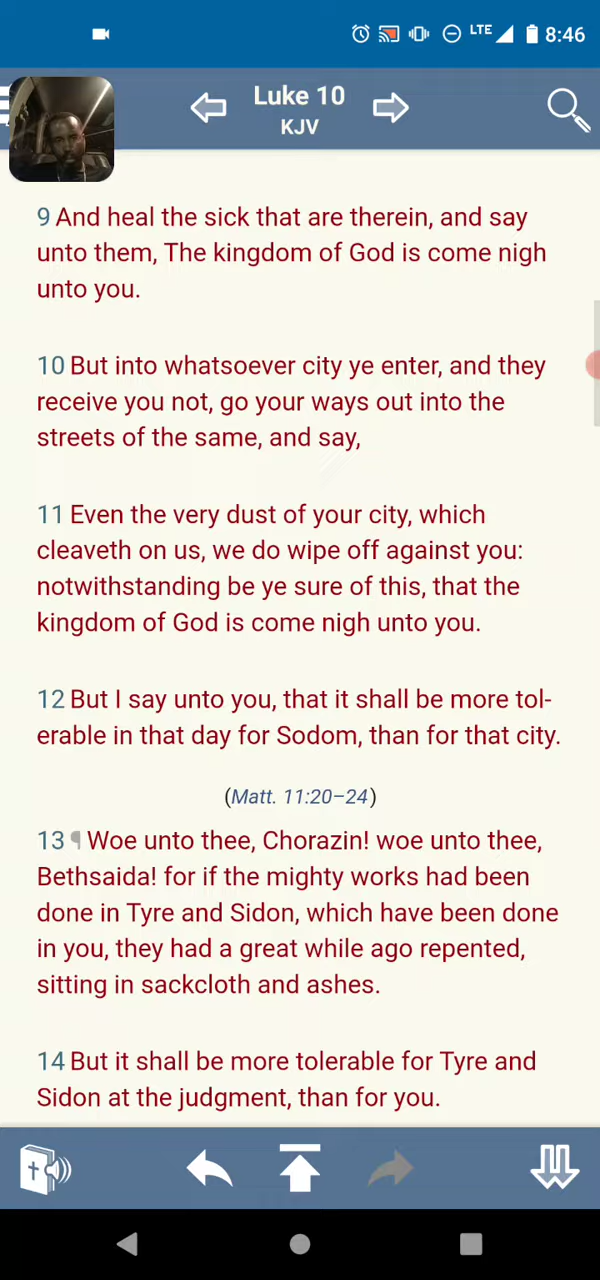 LTE 8:46
Luke 10
KJV
9 And heal the sick that are therein, and say
unto them, The kingdom of God is come nigh
unto you.
10 But into whatsoever city ye enter, and they
receive you not, go your ways out into the
streets of the same, and say,
11 Even the very dust of your city, which
cleaveth on us, we do wipe off against you:
notwithstanding be ye sure of this, that the
kingdom of God is come nigh unto you.
12 But I say unto you, that it shall be more tol-
erable in that day for Sodom, than for that city.
(Matt. 11:20–24)
13 ¶ Woe unto thee, Chorazin! woe unto thee,
Bethsaida! for if the mighty works had been
done in Tyre and Sidon, which have been done
in you, they had a great while ago repented,
sitting in sackcloth and ashes.
14 But it shall be more tolerable for Tyre and
Sidon at the judgment, than for you.